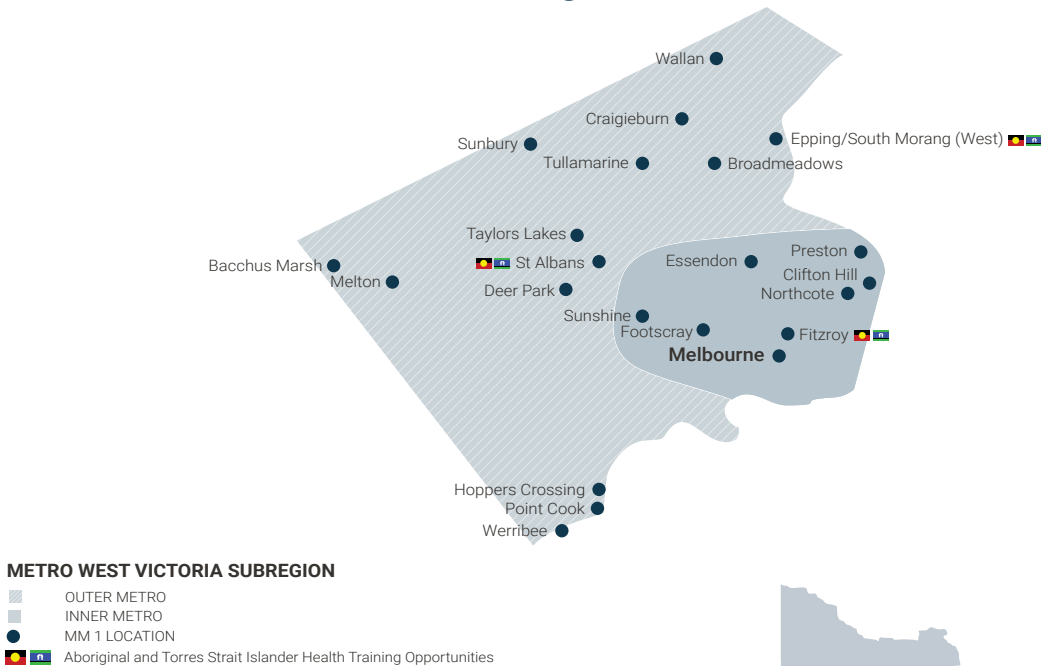 Wallan
Craigieburn
Epping/South Morang (West)
Sunbury
Tullamarine
Broadmeadows
Taylors Lakes
Preston
Bacchus Marsh
St Albans
Essendon
Clifton Hill
Melton
Deer Park
Northcote
Sunshine
Footscray
Fitzroy
Melbourne
Hoppers Crossing
Point Cook
Werribee
METRO WEST VICTORIA SUBREGION
OUTER METRO
INNER METRO
MM 1 LOCATION
Aboriginal and Torres Strait Islander Health Training Opportunities